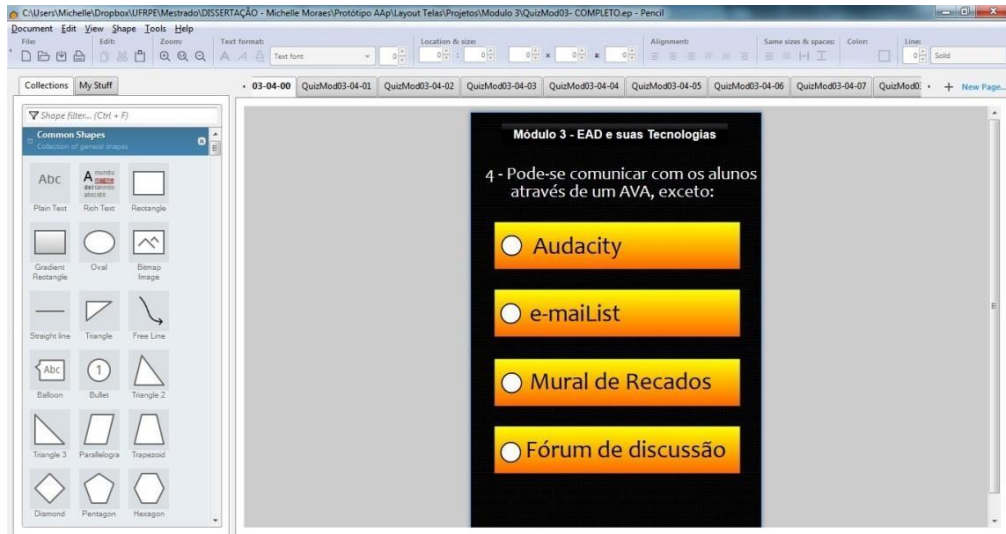 C:\Users\Michelle\Dropbox\UFRPE\Mestrado\DISSERTAÇÃO - Michelle Moraes\Protótipo AAp\Layout Telas\Projetos\Modulo 3\QuizMod03- COMPLETO.ep - Pencil
Document Edit View Shape Tools Help
File: Edit: Zoom: Text format: Location & size: Alignment: Same sizes & spaces: Color: Line:
Text font 0 0 : 0 0 x 0 0 Solid
Collections My Stuff
03-04-00 QuizMod03-04-01 QuizMod03-04-02 QuizMod03-04-03 QuizMod03-04-04 QuizMod03-04-05 QuizMod03-04-06 QuizMod03-04-07 QuizMod0 + New Page...
Shape filter... (Ctrl + F)
Common Shapes
Collection of general shapes
Abc
Plain Text Rich Text Rectangle
Gradient Rectangle Oval Bitmap Image
Straight line Triangle Free Line
Abc 1
Balloon Bullet Triangle 2
Triangle 3 Parallelogra Trapezoid
Diamond Pentagon Hexagon
Módulo 3 - EAD e suas Tecnologias
4 - Pode-se comunicar com os alunos
através de um AVA, exceto:
Audacity
e-maiList
Mural de Recados
Fórum de discussão